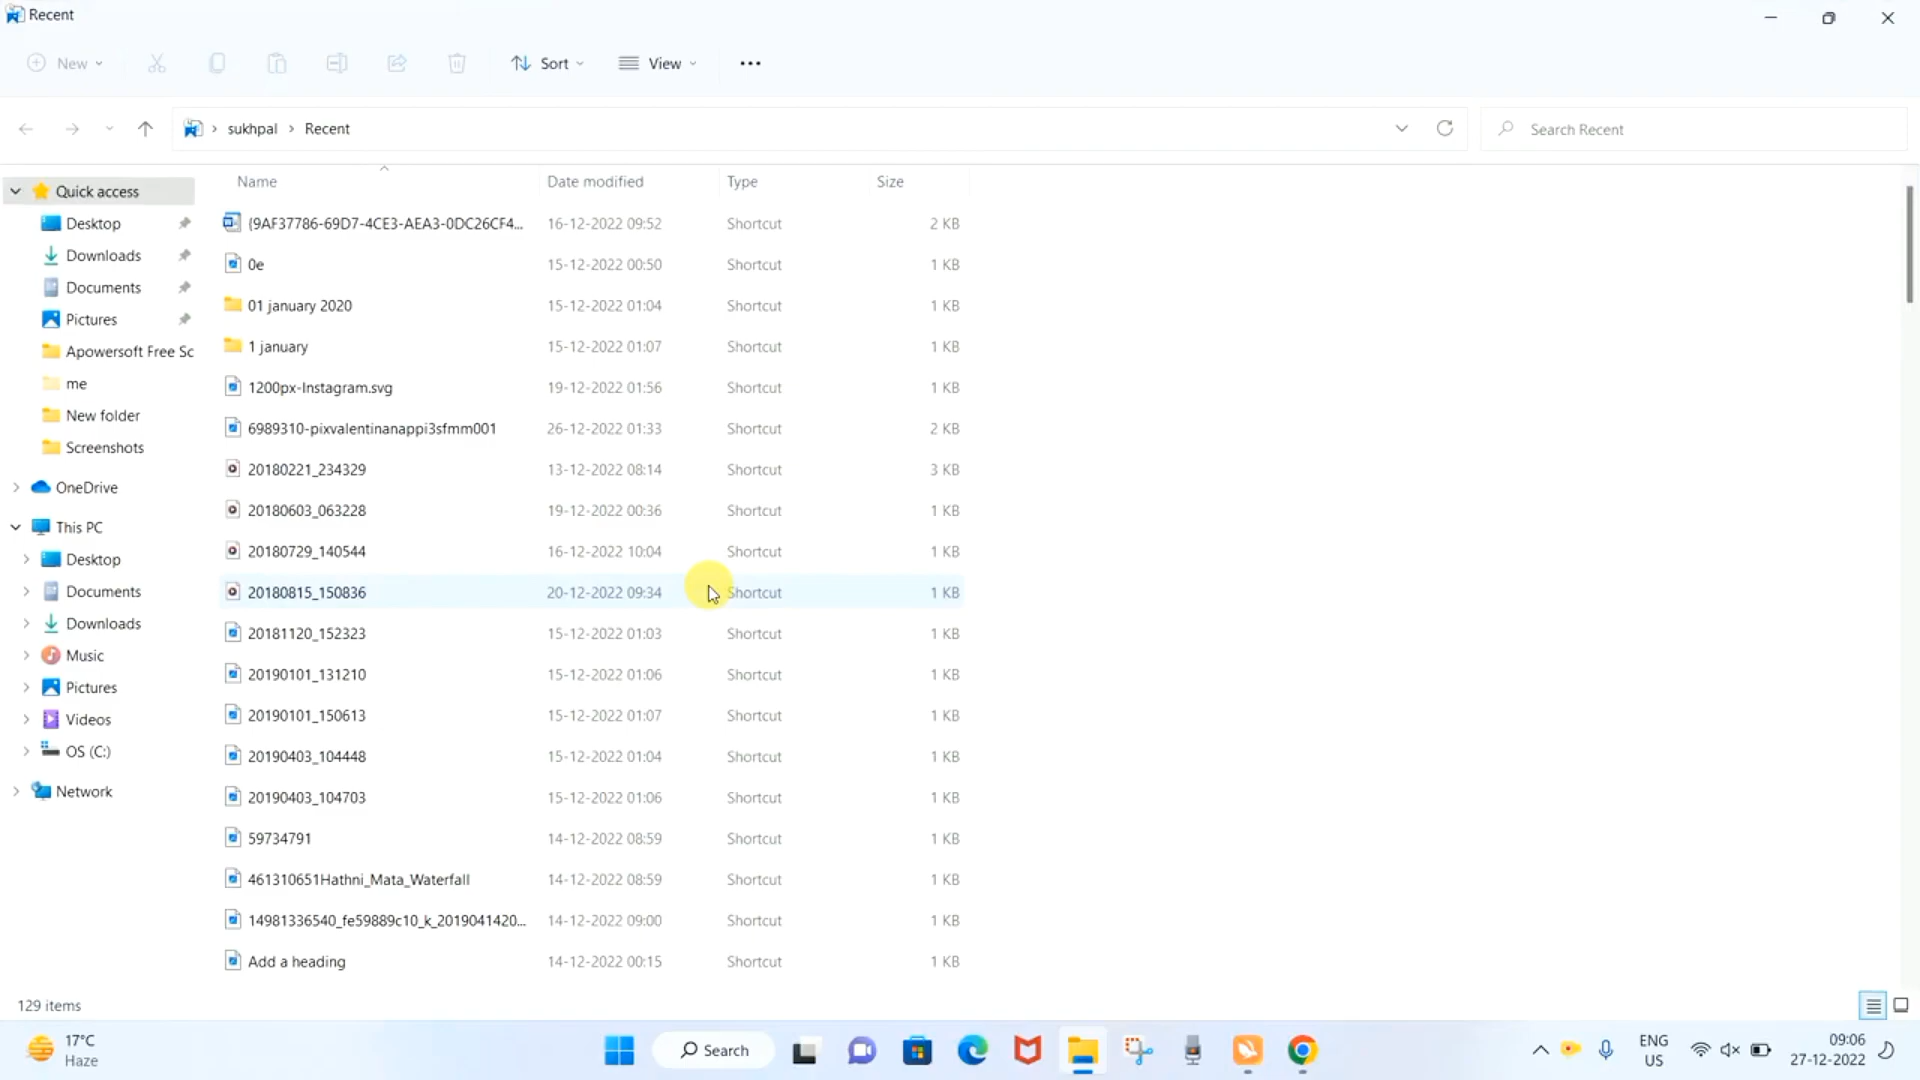 Recent
New
Sort
View
sukhpal > Recent
Search Recent
Name Date modified Type Size
Quick access
Desktop
Downloads
Documents
Pictures
Apowersoft Free Sc
me
New folder
Screenshots
OneDrive
This PC
Desktop
Documents
Downloads
Music
Pictures
Videos
OS (C:)
Network
{9AF37786-69D7-4CE3-AEA3-0DC26CF4... 16-12-2022 09:52 Shortcut 2 KB
0e 15-12-2022 00:50 Shortcut 1 KB
01 january 2020 15-12-2022 01:04 Shortcut 1 KB
1 january 15-12-2022 01:07 Shortcut 1 KB
1200px-Instagram.svg 19-12-2022 01:56 Shortcut 1 KB
6989310-pixvalentinanappi3sfmm001 26-12-2022 01:33 Shortcut 2 KB
20180221_234329 13-12-2022 08:14 Shortcut 3 KB
20180603_063228 19-12-2022 00:36 Shortcut 1 KB
20180729_140544 16-12-2022 10:04 Shortcut 1 KB
20180815_150836 20-12-2022 09:34 Shortcut 1 KB
20181120_152323 15-12-2022 01:03 Shortcut 1 KB
20190101_131210 15-12-2022 01:06 Shortcut 1 KB
20190101_150613 15-12-2022 01:07 Shortcut 1 KB
20190403_104448 15-12-2022 01:04 Shortcut 1 KB
20190403_104703 15-12-2022 01:06 Shortcut 1 KB
59734791 14-12-2022 08:59 Shortcut 1 KB
461310651Hathni_Mata_Waterfall 14-12-2022 08:59 Shortcut 1 KB
14981336540_fe59889c10_k_2019041420... 14-12-2022 09:00 Shortcut 1 KB
Add a heading 14-12-2022 00:15 Shortcut 1 KB
129 items
17°C
Haze
Search
ENG
US
09:06
27-12-2022